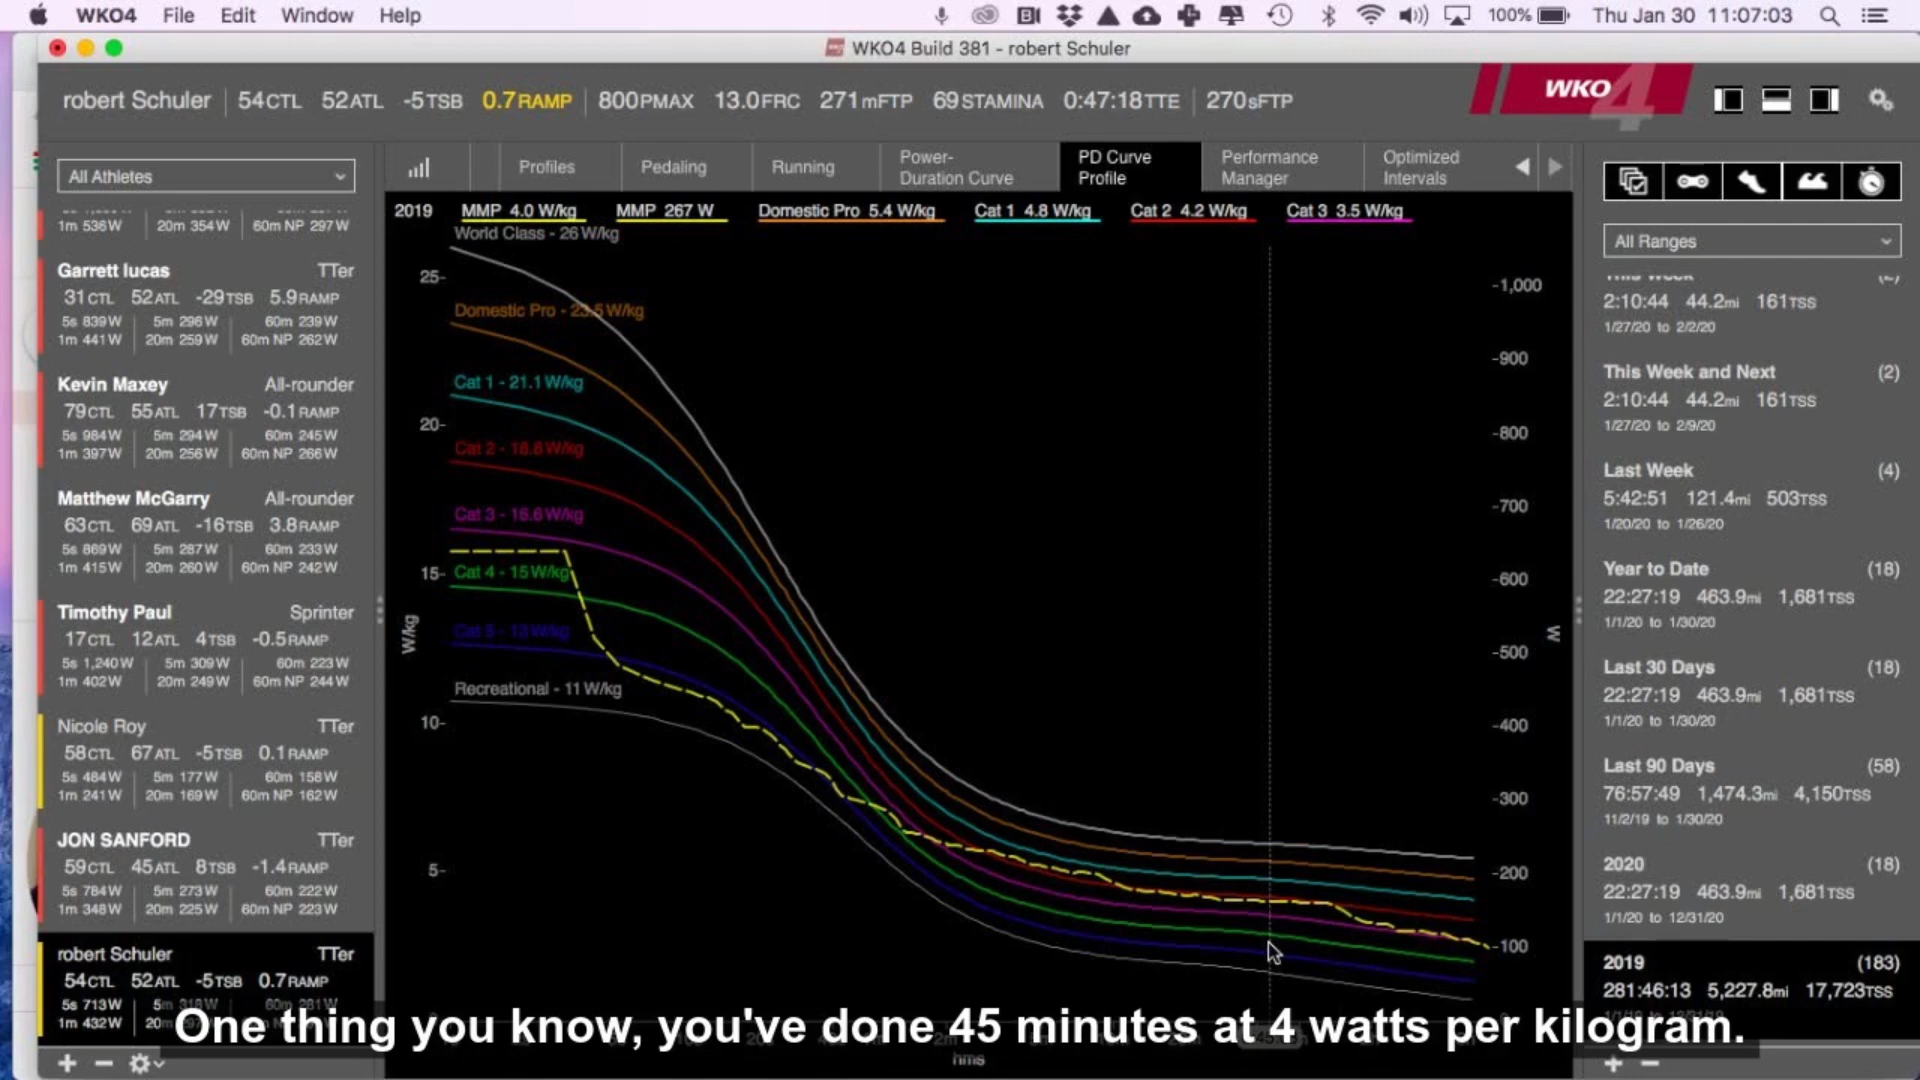 WKO4 File Edit Window Help
100% Thu Jan 30 11:07:03
WKO4 Build 381 - robert Schuler
robert Schuler 54CTL 52ATL -5TSB 0.7RAMP 800PMAX 13.0FRC 271mFTP 69STAMINA 0:47:18TTE 270sFTP
WKO 4
All Athletes
1m 536W 20m 354W 60m NP 297W
Garrett lucas TTer
31CTL 52ATL -29TSB 5.9RAMP
5s 839W 5m 296W 60m 239W
1m 441W 20m 259W 60m NP 262W
Kevin Maxey All-rounder
79CTL 55ATL 17TSB -0.1RAMP
5s 984W 5m 294W 60m 245W
1m 397W 20m 256W 60m NP 266W
Matthew McGarry All-rounder
63CTL 69ATL -16TSB 3.8RAMP
5s 869W 5m 287W 60m 233W
1m 415W 20m 260W 60m NP 242W
Timothy Paul Sprinter
17CTL 12ATL 4TSB -0.5RAMP
5s 1,240W 5m 309W 60m 223W
1m 402W 20m 249W 60m NP 244W
Nicole Roy TTer
58CTL 67ATL -5TSB 0.1RAMP
5s 484W 5m 177W 60m 158W
1m 241W 20m 169W 60m NP 162W
JON SANFORD TTer
59CTL 45ATL 8TSB -1.4RAMP
5s 784W 5m 273W 60m 222W
1m 348W 20m 225W 60m NP 223W
robert Schuler TTer
54CTL 52ATL -5TSB 0.7RAMP
5s 713W 5m 318W 60m 261W
1m 432W 20m
Profiles
Pedaling
Running
Power-
Duration Curve
PD Curve
Profile
Performance
Manager
Optimized
Intervals
2019 MMP 4.0 W/kg MMP 267 W Domestic Pro 5.4 W/kg Cat 1 4.8 W/kg Cat 2 4.2 W/kg Cat 3 3.5 W/kg
World Class - 26 W/kg
Domestic Pro - 23.5 W/kg
Cat 1 - 21.1 W/kg
Cat 2 - 18.8 W/kg
Cat 3 - 16.6 W/kg
Cat 4 - 15 W/kg
Cat 5 - 13 W/kg
Recreational - 11 W/kg
25-
20-
15-
10-
5-
W/kg
-1,000
-900
-800
-700
-600
-500
-400
-300
-200
-100
W
hms
All Ranges
This Week (2)
2:10:44 44.2mi 161TSS
1/27/20 to 2/2/20
This Week and Next (2)
2:10:44 44.2mi 161TSS
1/27/20 to 2/9/20
Last Week (4)
5:42:51 121.4mi 503TSS
1/20/20 to 1/26/20
Year to Date (18)
22:27:19 463.9mi 1,681TSS
1/1/20 to 1/30/20
Last 30 Days (18)
22:27:19 463.9mi 1,681TSS
1/1/20 to 1/30/20
Last 90 Days (58)
76:57:49 1,474.3mi 4,150TSS
11/2/19 to 1/30/20
2020 (18)
22:27:19 463.9mi 1,681TSS
1/1/20 to 12/31/20
2019 (183)
281:46:13 5,227.8mi 17,723TSS
One thing you know, you've done 45 minutes at 4 watts per kilogram.